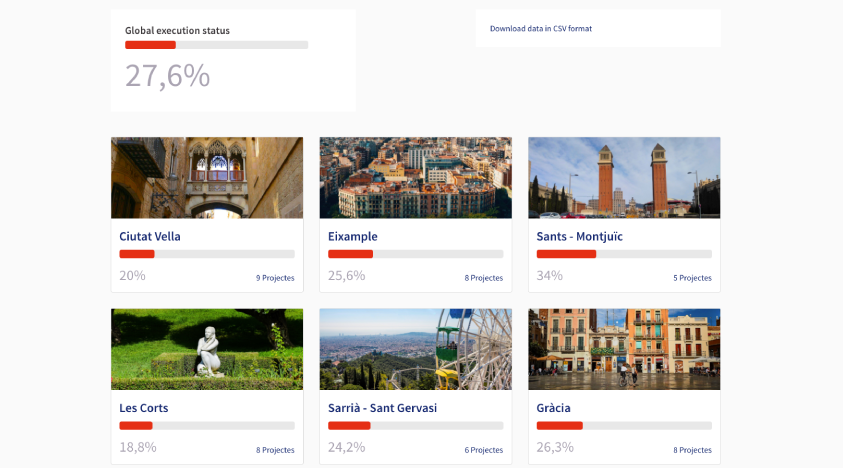 Global execution status
27,6%
Download data in CSV format
Ciutat Vella
20%
9 Projectes
Eixample
25,6%
8 Projectes
Sants - Montjuïc
34%
5 Projectes
Les Corts
18,8%
8 Projectes
Sarrià - Sant Gervasi
24,2%
6 Projectes
Gràcia
26,3%
8 Projectes